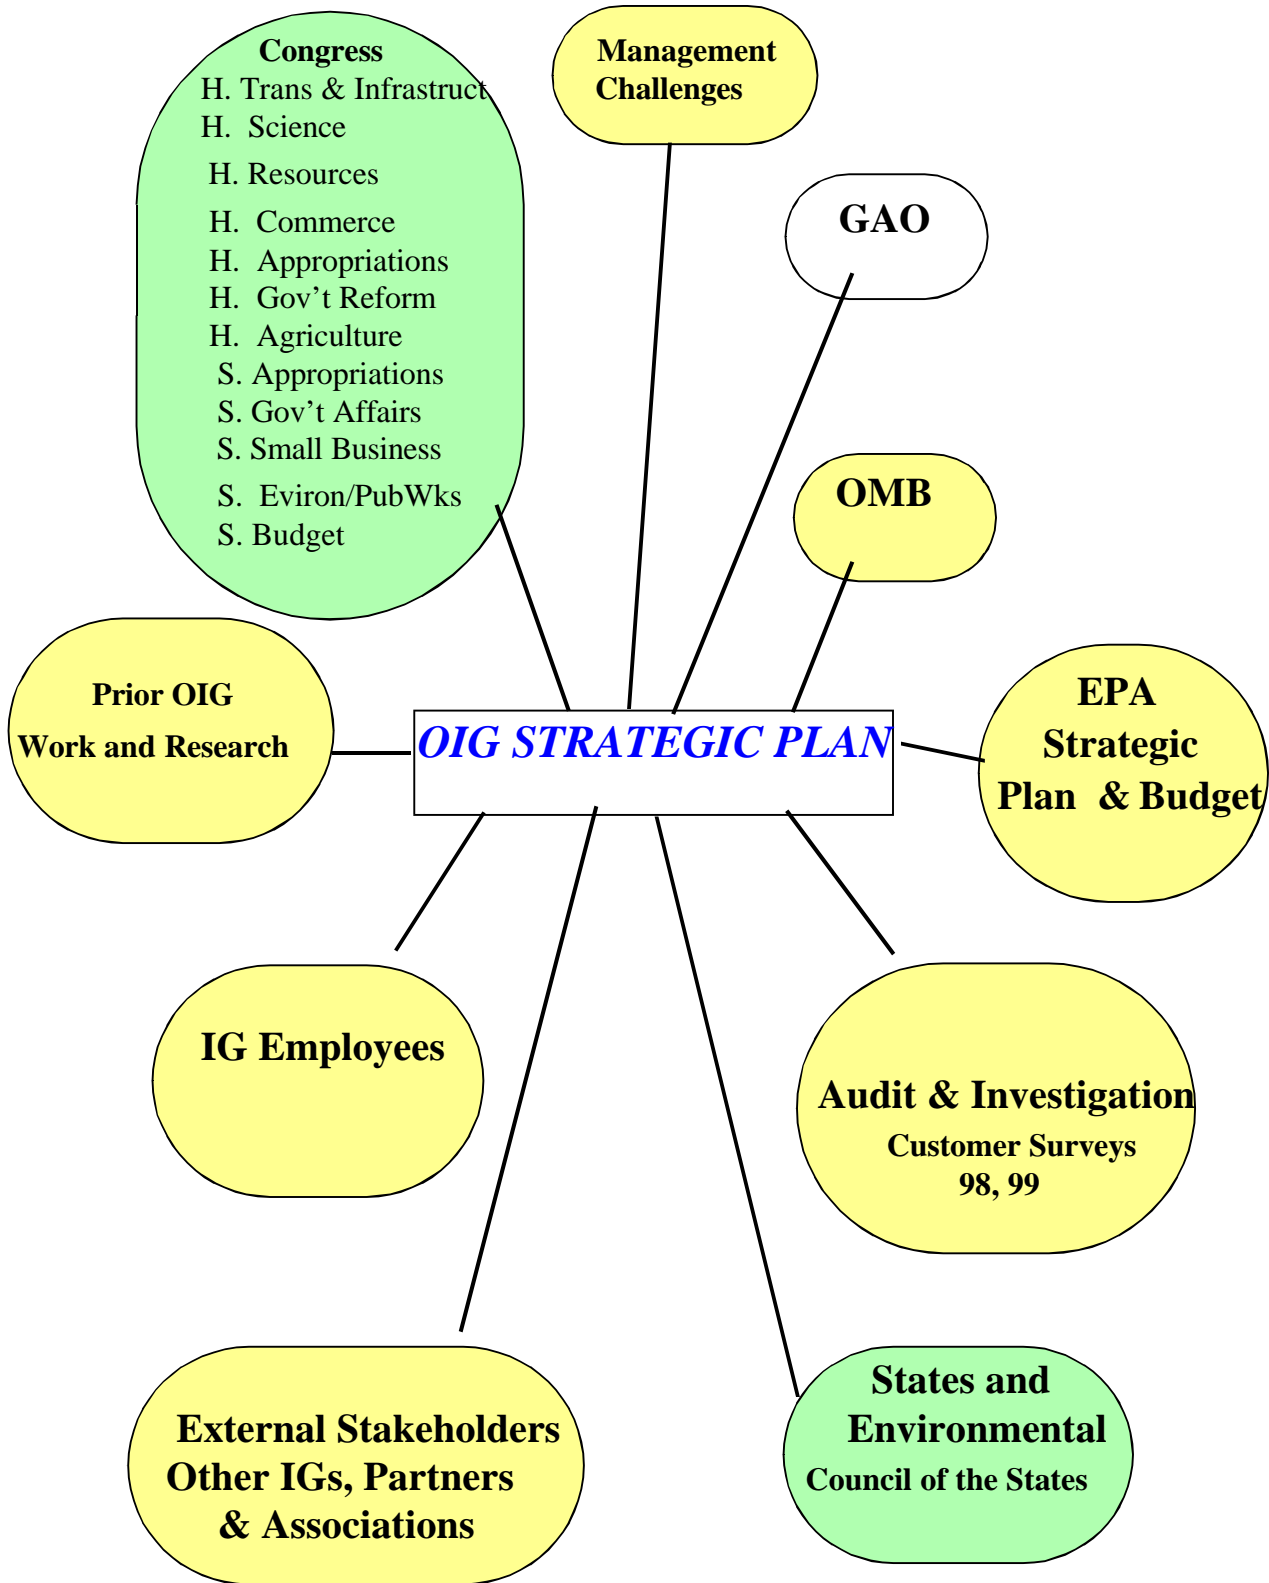 Congress
H. Trans & Infrastruct
H. Science
H. Resources
H. Commerce
H. Appropriations
H. Gov’t Reform
H. Agriculture
S. Appropriations
S. Gov’t Affairs
S. Small Business
S. Eviron/PubWks
S. Budget
Management
Challenges
GAO
OMB
Prior OIG
Work and Research
OIG STRATEGIC PLAN
EPA
Strategic
Plan & Budget
IG Employees
Audit & Investigation
Customer Surveys
98, 99
External Stakeholders
Other IGs, Partners
& Associations
States and
Environmental
Council of the States